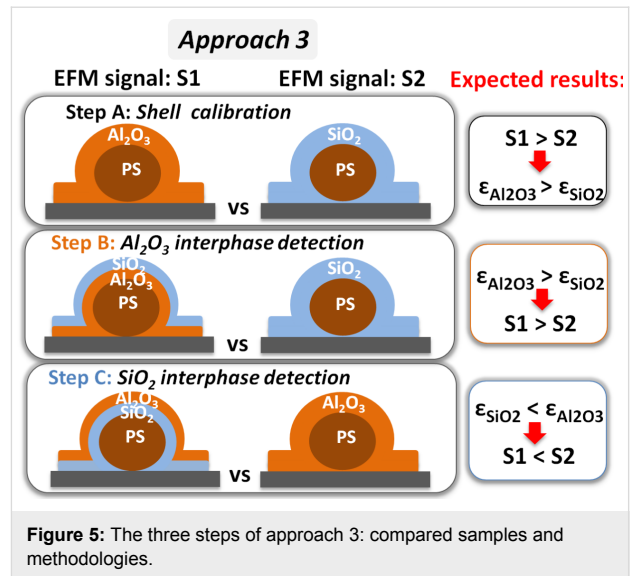 Approach 3
EFM signal: S1 EFM signal: S2 Expected results:
Step A: Shell calibration
Al2O3
PS
vs
SiO2
PS
S1 > S2
εAl2O3 > εSiO2
Step B: Al2O3 interphase detection
SiO2
Al2O3
PS
vs
SiO2
PS
εAl2O3 > εSiO2
S1 > S2
Step C: SiO2 interphase detection
Al2O3
SiO2
PS
vs
Al2O3
PS
εSiO2 < εAl2O3
S1 < S2
Figure 5: The three steps of approach 3: compared samples and
methodologies.